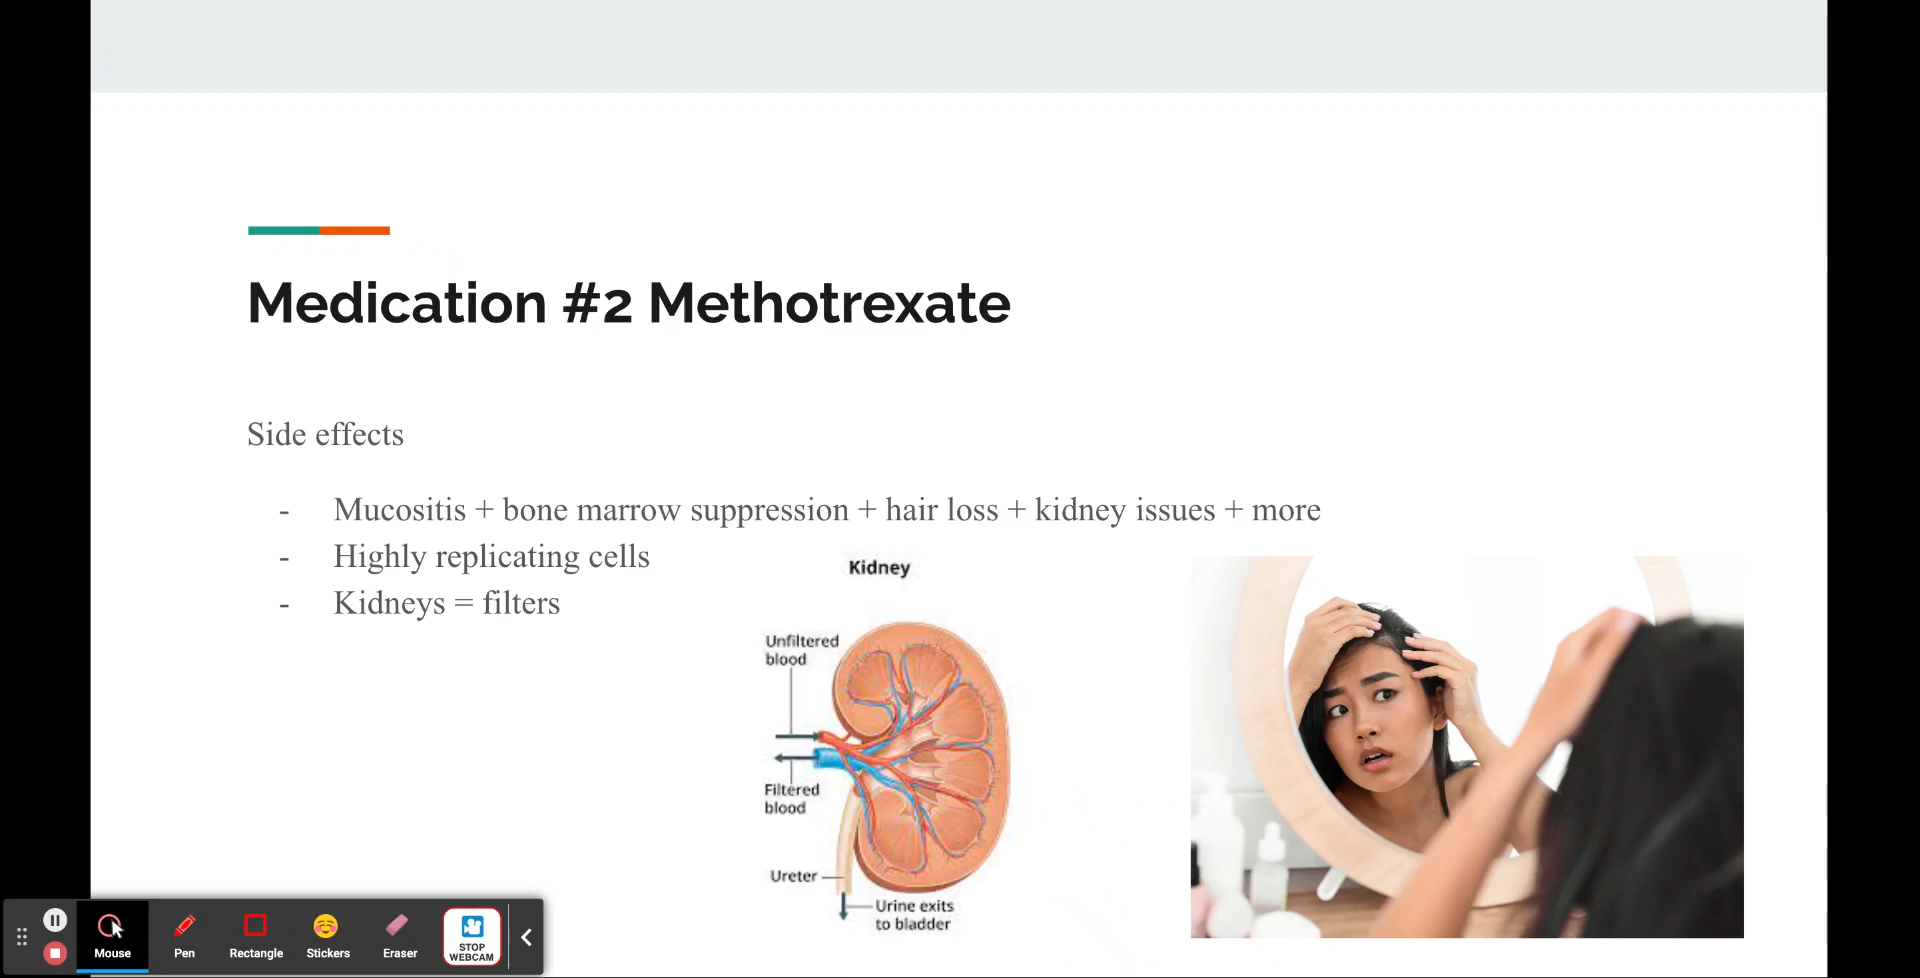 Medication #2 Methotrexate
Side effects
- Mucositis + bone marrow suppression + hair loss + kidney issues + more
- Highly replicating cells
- Kidneys = filters
Kidney
Unfiltered
blood
Filtered
blood
Ureter
Urine exits
to bladder
Mouse
Pen
Rectangle
Stickers
Eraser
STOP
WEBCAM